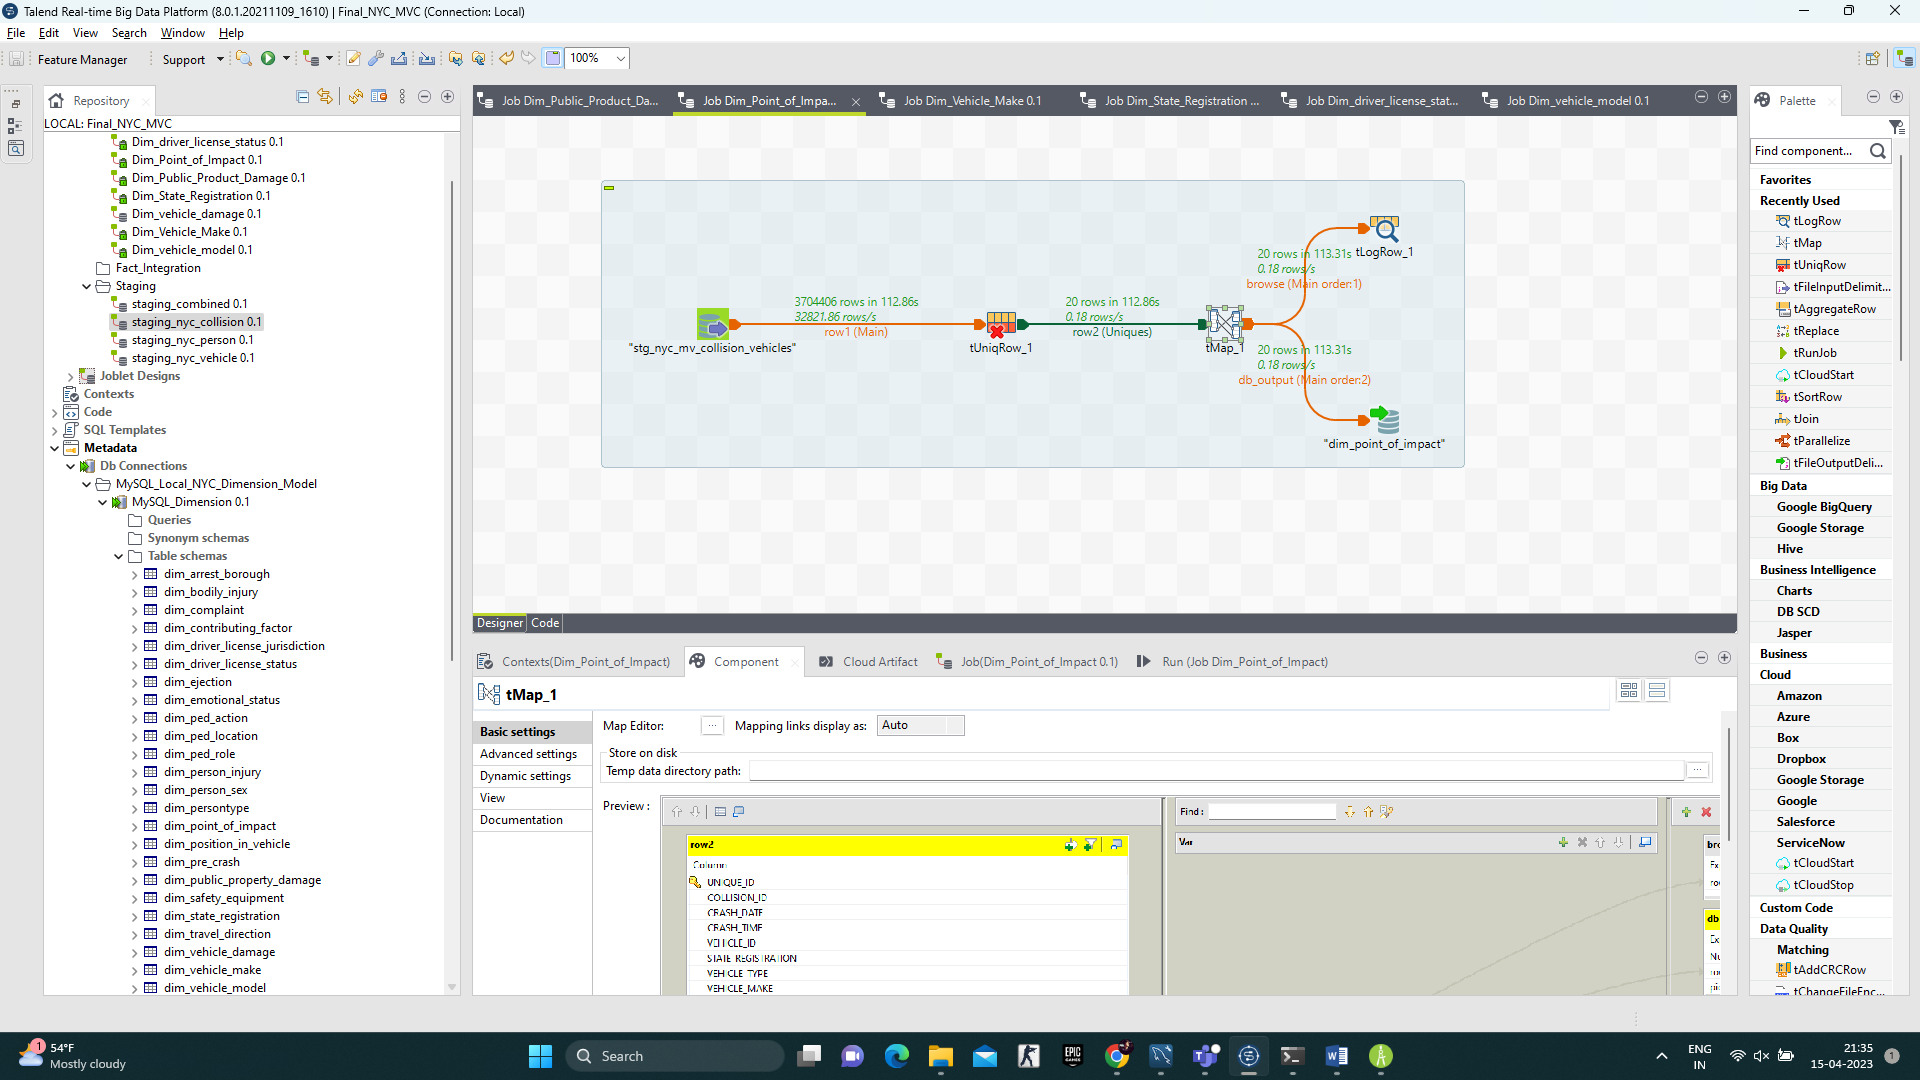 Talend Real-time Big Data Platform (8.0.1.20211109_1610) | Final_NYC_MVC (Connection: Local)
File Edit View Search Window Help
Feature Manager Support 100%
Repository
LOCAL: Final_NYC_MVC
Dim_driver_license_status 0.1
Dim_Point_of_Impact 0.1
Dim_Public_Product_Damage 0.1
Dim_State_Registration 0.1
Dim_vehicle_damage 0.1
Dim_Vehicle_Make 0.1
Dim_vehicle_model 0.1
Fact_Integration
Staging
staging_combined 0.1
staging_nyc_collision 0.1
staging_nyc_person 0.1
staging_nyc_vehicle 0.1
Joblet Designs
Contexts
Code
SQL Templates
Metadata
Db Connections
MySQL_Local_NYC_Dimension_Model
MySQL_Dimension 0.1
Queries
Synonym schemas
Table schemas
dim_arrest_borough
dim_bodily_injury
dim_complaint
dim_contributing_factor
dim_driver_license_jurisdiction
dim_driver_license_status
dim_ejection
dim_emotional_status
dim_ped_action
dim_ped_location
dim_ped_role
dim_person_injury
dim_person_sex
dim_persontype
dim_point_of_impact
dim_position_in_vehicle
dim_pre_crash
dim_public_property_damage
dim_safety_equipment
dim_state_registration
dim_travel_direction
dim_vehicle_damage
dim_vehicle_make
dim_vehicle_model
Job Dim_Public_Product_Da... Job Dim_Point_of_Impa... Job Dim_Vehicle_Make 0.1 Job Dim_State_Registration ... Job Dim_driver_license_stat... Job Dim_vehicle_model 0.1
20 rows in 113.31s tLogRow_1
0.18 rows/s
browse (Main order:1)
3704406 rows in 112.86s 20 rows in 112.86s
32821.86 rows/s 0.18 rows/s
row1 (Main) row2 (Uniques)
"stg_nyc_mv_collision_vehicles" tUniqRow_1 tMap_1 20 rows in 113.31s
0.18 rows/s
db_output (Main order:2)
"dim_point_of_impact"
Designer Code
Contexts(Dim_Point_of_Impact) Component Cloud Artifact Job(Dim_Point_of_Impact 0.1) Run (Job Dim_Point_of_Impact)
tMap_1
Basic settings
Advanced settings
Dynamic settings
View
Documentation
Map Editor: ... Mapping links display as: Auto
Store on disk
Temp data directory path: ...
Preview :
Find :
row2
Var
Column
UNIQUE_ID
COLLISION_ID
CRASH_DATE
CRASH_TIME
VEHICLE_ID
STATE_REGISTRATION
VEHICLE_TYPE
VEHICLE_MAKE
bro
Ex
ro
db
Ex
Nu
ro
Palette
Find component...
Favorites
Recently Used
tLogRow
tMap
tUniqRow
tFileInputDelimit...
tAggregateRow
tReplace
tRunJob
tCloudStart
tSortRow
tJoin
tParallelize
tFileOutputDeli...
Big Data
Google BigQuery
Google Storage
Hive
Business Intelligence
Charts
DB SCD
Jasper
Business
Cloud
Amazon
Azure
Box
Dropbox
Google Storage
Google
Salesforce
ServiceNow
tCloudStart
tCloudStop
Custom Code
Data Quality
Matching
tAddCRCRow
tChangeFileEnc...
1
54°F
Mostly cloudy
Search
EPIC
GAMES
ENG
IN
21:35
15-04-2023
1